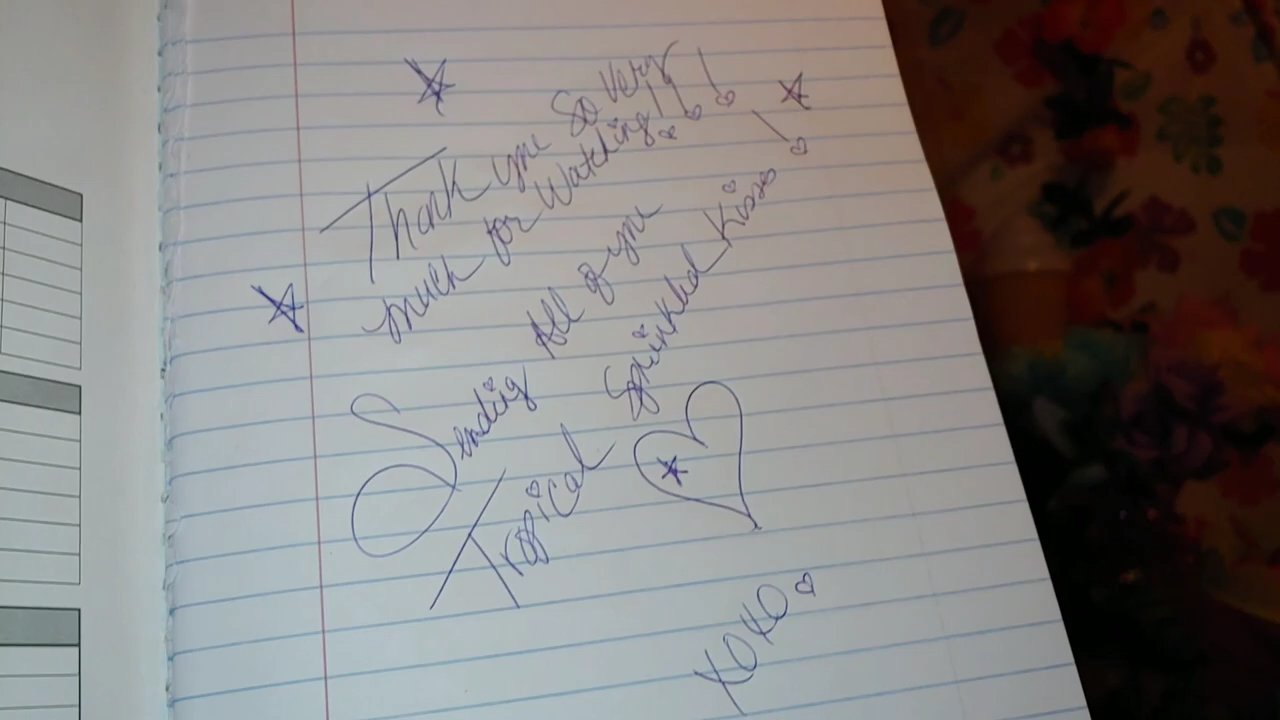 Thank you So Very
much for Watching!!!
Sending All of you
Tropical Sprinkled Kisses!
XOXO